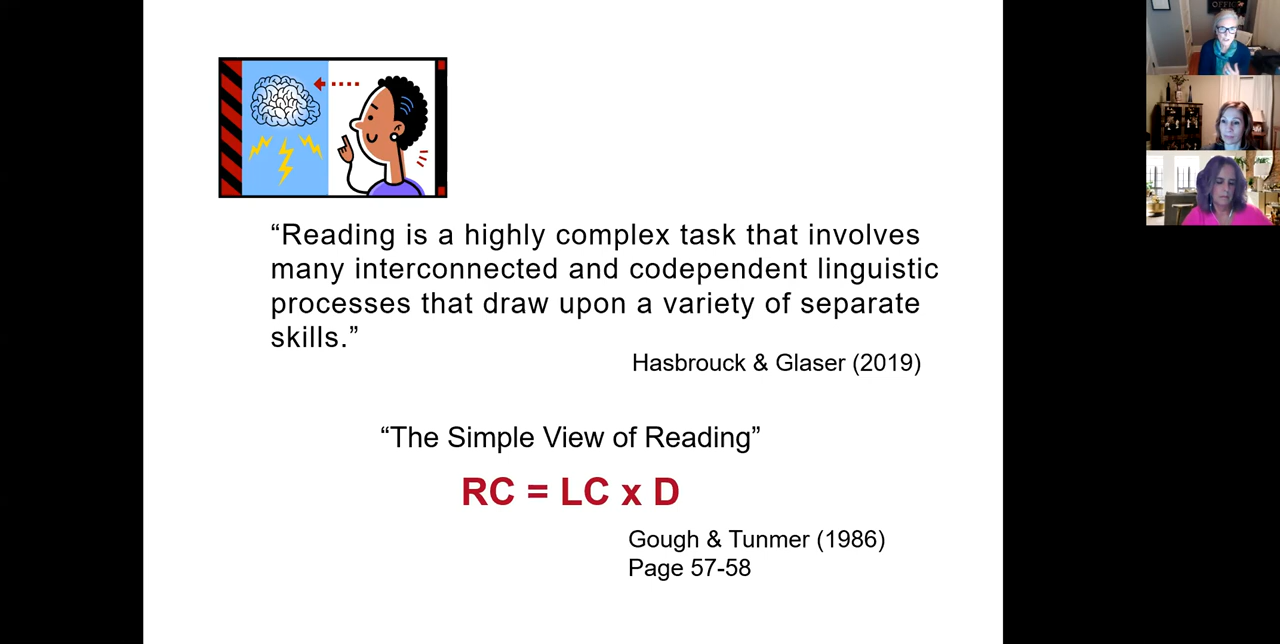 “Reading is a highly complex task that involves
many interconnected and codependent linguistic
processes that draw upon a variety of separate
skills.”
Hasbrouck & Glaser (2019)
“The Simple View of Reading”
RC = LC x D
Gough & Tunmer (1986)
Page 57-58